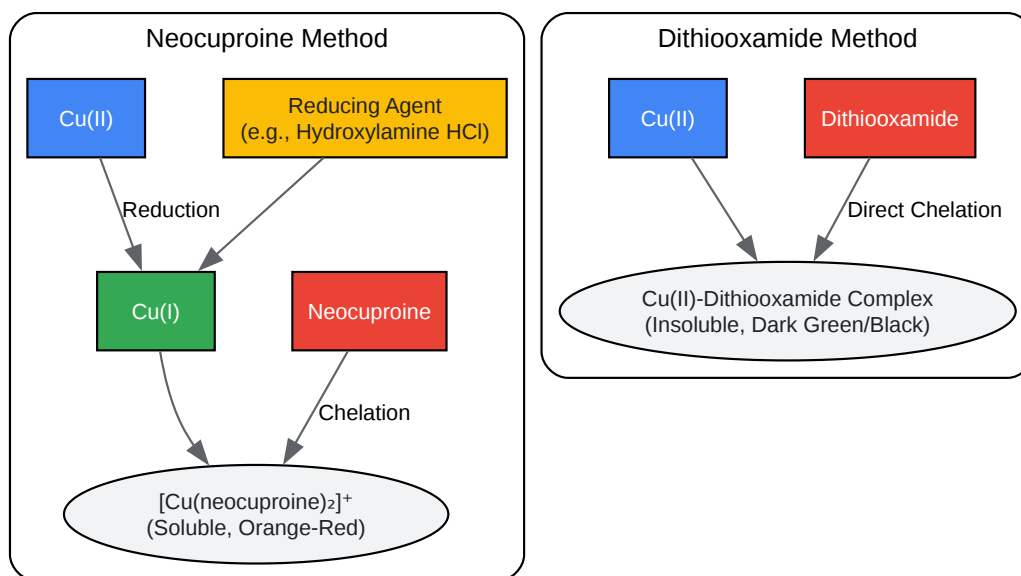 Neocuproine Method
Cu(II)
Reducing Agent
(e.g., Hydroxylamine HCl)
Reduction
Cu(I)
Neocuproine
Chelation
[Cu(neocuproine)₂]⁺
(Soluble, Orange-Red)
Dithiooxamide Method
Cu(II)
Dithiooxamide
Direct Chelation
Cu(II)-Dithiooxamide Complex
(Insoluble, Dark Green/Black)